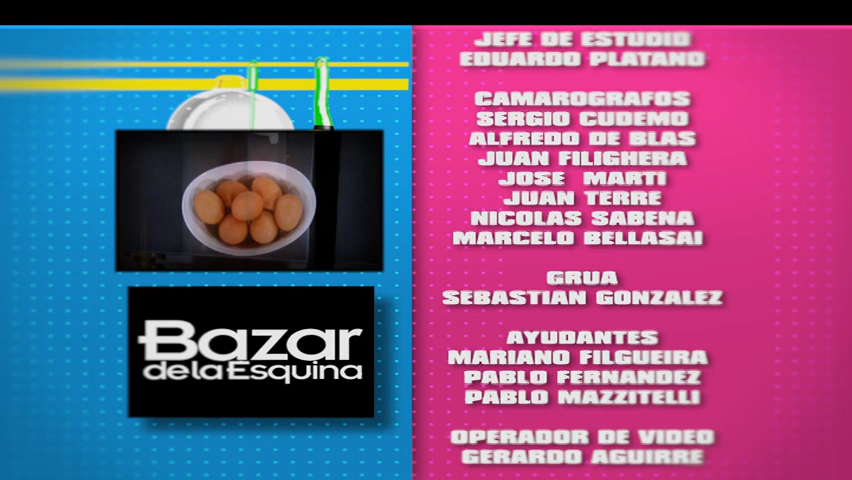 JEFE DE ESTUDIO
EDUARDO PLATANO
CAMAROGRAFOS
SERGIO CUDEMO
ALFREDO DE BLAS
JUAN FILIGHERA
JOSE MARTI
JUAN TERRE
NICOLAS SABENA
MARCELO BELLASAI
GRUA
SEBASTIAN GONZALEZ
AYUDANTES
MARIANO FILGUEIRA
PABLO FERNANDEZ
PABLO MAZZITELLI
OPERADOR DE VIDEO
GERARDO AGUIRRE
Bazar
de la Esquina